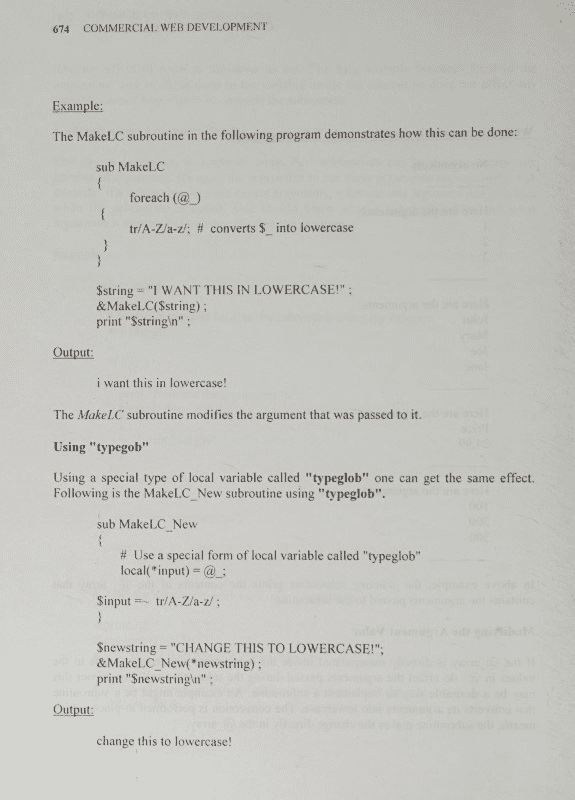 674 COMMERCIAL WEB DEVELOPMENT
Example:
The MakeLC subroutine in the following program demonstrates how this can be done:
sub MakeLC
{
foreach (@_)
{
tr/A-Z/a-z/; # converts $_ into lowercase
}
}
$string = "I WANT THIS IN LOWERCASE!" ;
&MakeLC($string) ;
print "$string\n" ;
Output:
i want this in lowercase!
The MakeLC subroutine modifies the argument that was passed to it.
Using "typegob"
Using a special type of local variable called "typeglob" one can get the same effect.
Following is the MakeLC_New subroutine using "typeglob".
sub MakeLC_New
{
# Use a special form of local variable called "typeglob"
local(*input) = @_;
$input =~ tr/A-Z/a-z/ ;
}
$newstring = "CHANGE THIS TO LOWERCASE!";
&MakeLC_New(*newstring) ;
print "$newstring\n" ;
Output:
change this to lowercase!